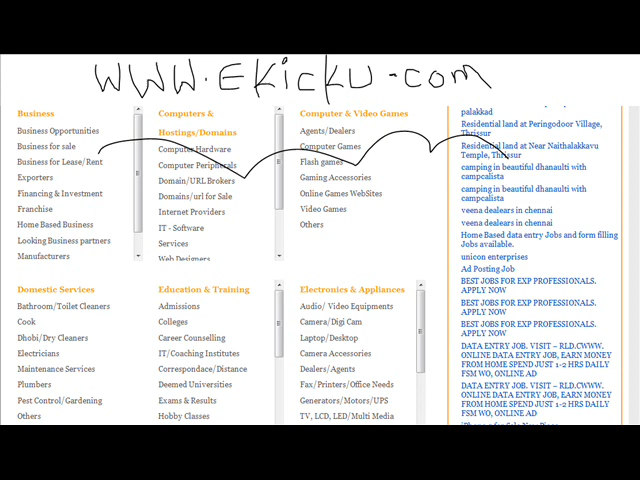 www.Ekicku.com
Business
Business Opportunities
Business for sale
Business for Lease/Rent
Exporters
Financing & Investment
Franchise
Home Based Business
Looking Business partners
Manufacturers
Computers &
Hostings/Domains
Computer Hardware
Computer Peripherals
Domain/URL Brokers
Domains/url for Sale
Internet Providers
IT - Software
Services
Web Designers
Computer & Video Games
Agents/Dealers
Computer Games
Flash games
Gaming Accessories
Online Games WebSites
Video Games
Others
palakkad
Residential land at Peringodoor Village,
Thrissur
Residential land at Near Naithalakkavu
Temple, Thrissur
camping in beautiful dhanaulti with
campcalista
camping in beautiful dhanaulti with
campcalista
veena dealears in chennai
veena dealears in chennai
Home Based data entry Jobs and form filling
Jobs available.
unicon enterprises
Ad Posting Job
BEST JOBS FOR EXP PROFESSIONALS.
APPLY NOW
BEST JOBS FOR EXP PROFESSIONALS.
APPLY NOW
BEST JOBS FOR EXP PROFESSIONALS.
APPLY NOW
DATA ENTRY JOB. VISIT – RLD.CWWW.
ONLINE DATA ENTRY JOB, EARN MONEY
FROM HOME SPEND JUST 1-2 HRS DAILY
FSM WO, ONLINE AD
DATA ENTRY JOB. VISIT – RLD.CWWW.
ONLINE DATA ENTRY JOB, EARN MONEY
FROM HOME SPEND JUST 1-2 HRS DAILY
FSM WO, ONLINE AD
Domestic Services
Bathroom/Toilet Cleaners
Cook
Dhobi/Dry Cleaners
Electricians
Maintenance Services
Plumbers
Pest Control/Gardening
Others
Education & Training
Admissions
Colleges
Career Counselling
IT/Coaching Institutes
Correspondace/Distance
Deemed Universities
Exams & Results
Hobby Classes
Electronics & Appliances
Audio/ Video Equipments
Camera/Digi Cam
Laptop/Desktop
Camera Accessories
Dealers/Agents
Fax/Printers/Office Needs
Generators/Motors/UPS
TV, LCD, LED/Multi Media